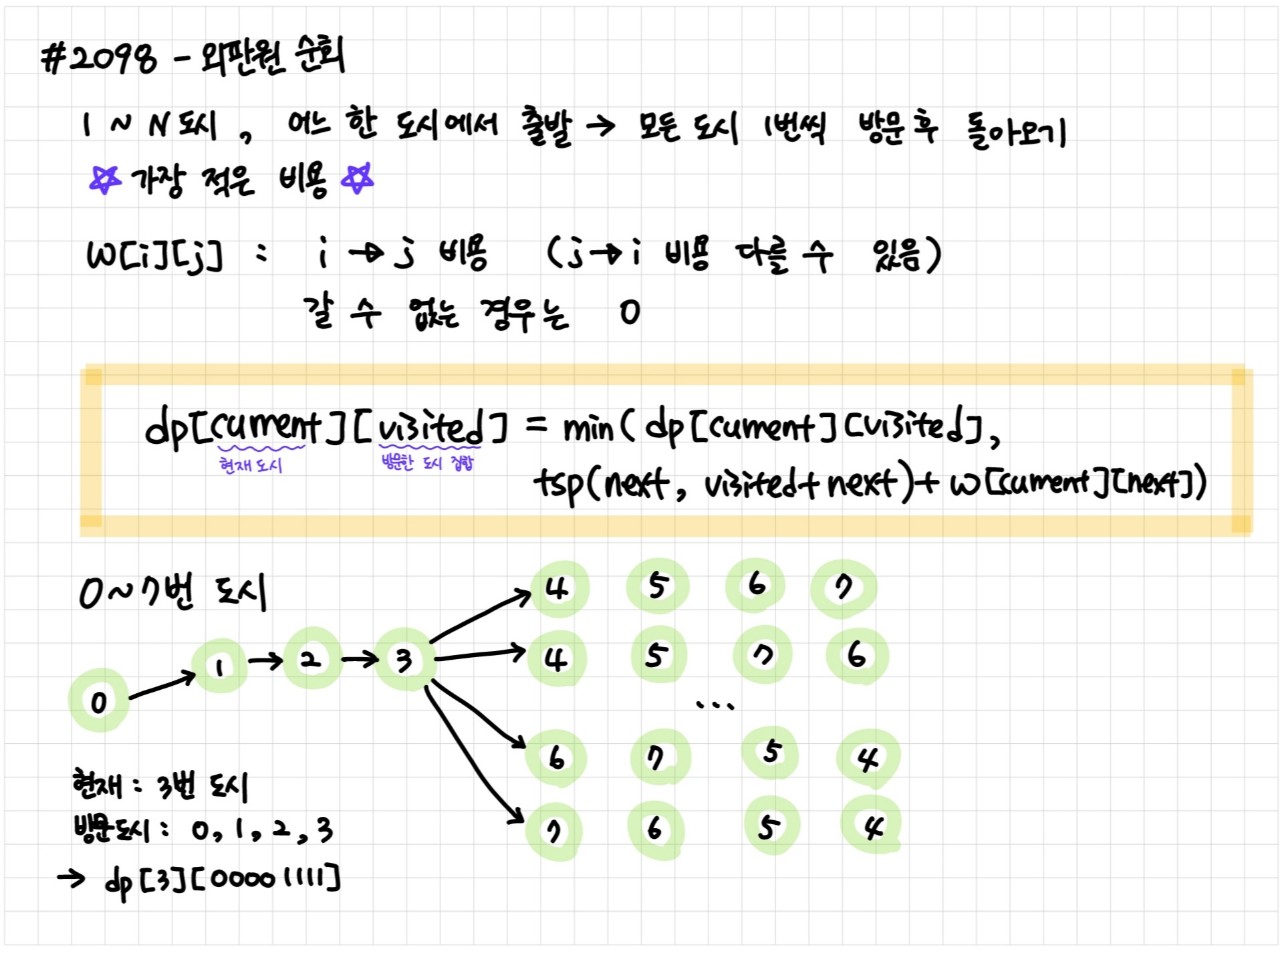 #2098 - 외판원 순회
1 ~ N 도시 , 어느 한 도시에서 출발 → 모든 도시 1번씩 방문 후 돌아오기
☆ 가장 적은 비용 ☆
W[i][j] : i → j 비용 (j → i 비용 다를 수 있음)
갈 수 없는 경우는 0
dp[current][visited] = min( dp[current][visited],
현재 도시 방문한 도시 집합
tsp(next, visited+next)+ W[current][next])
0 ~ 7번 도시
4 5 6 7
0 → 1 → 2 → 3 4 5 7 6
...
6 7 5 4
현재 : 3번 도시
방문도시 : 0, 1, 2, 3
7 6 5 4
→ dp[3][00001111]